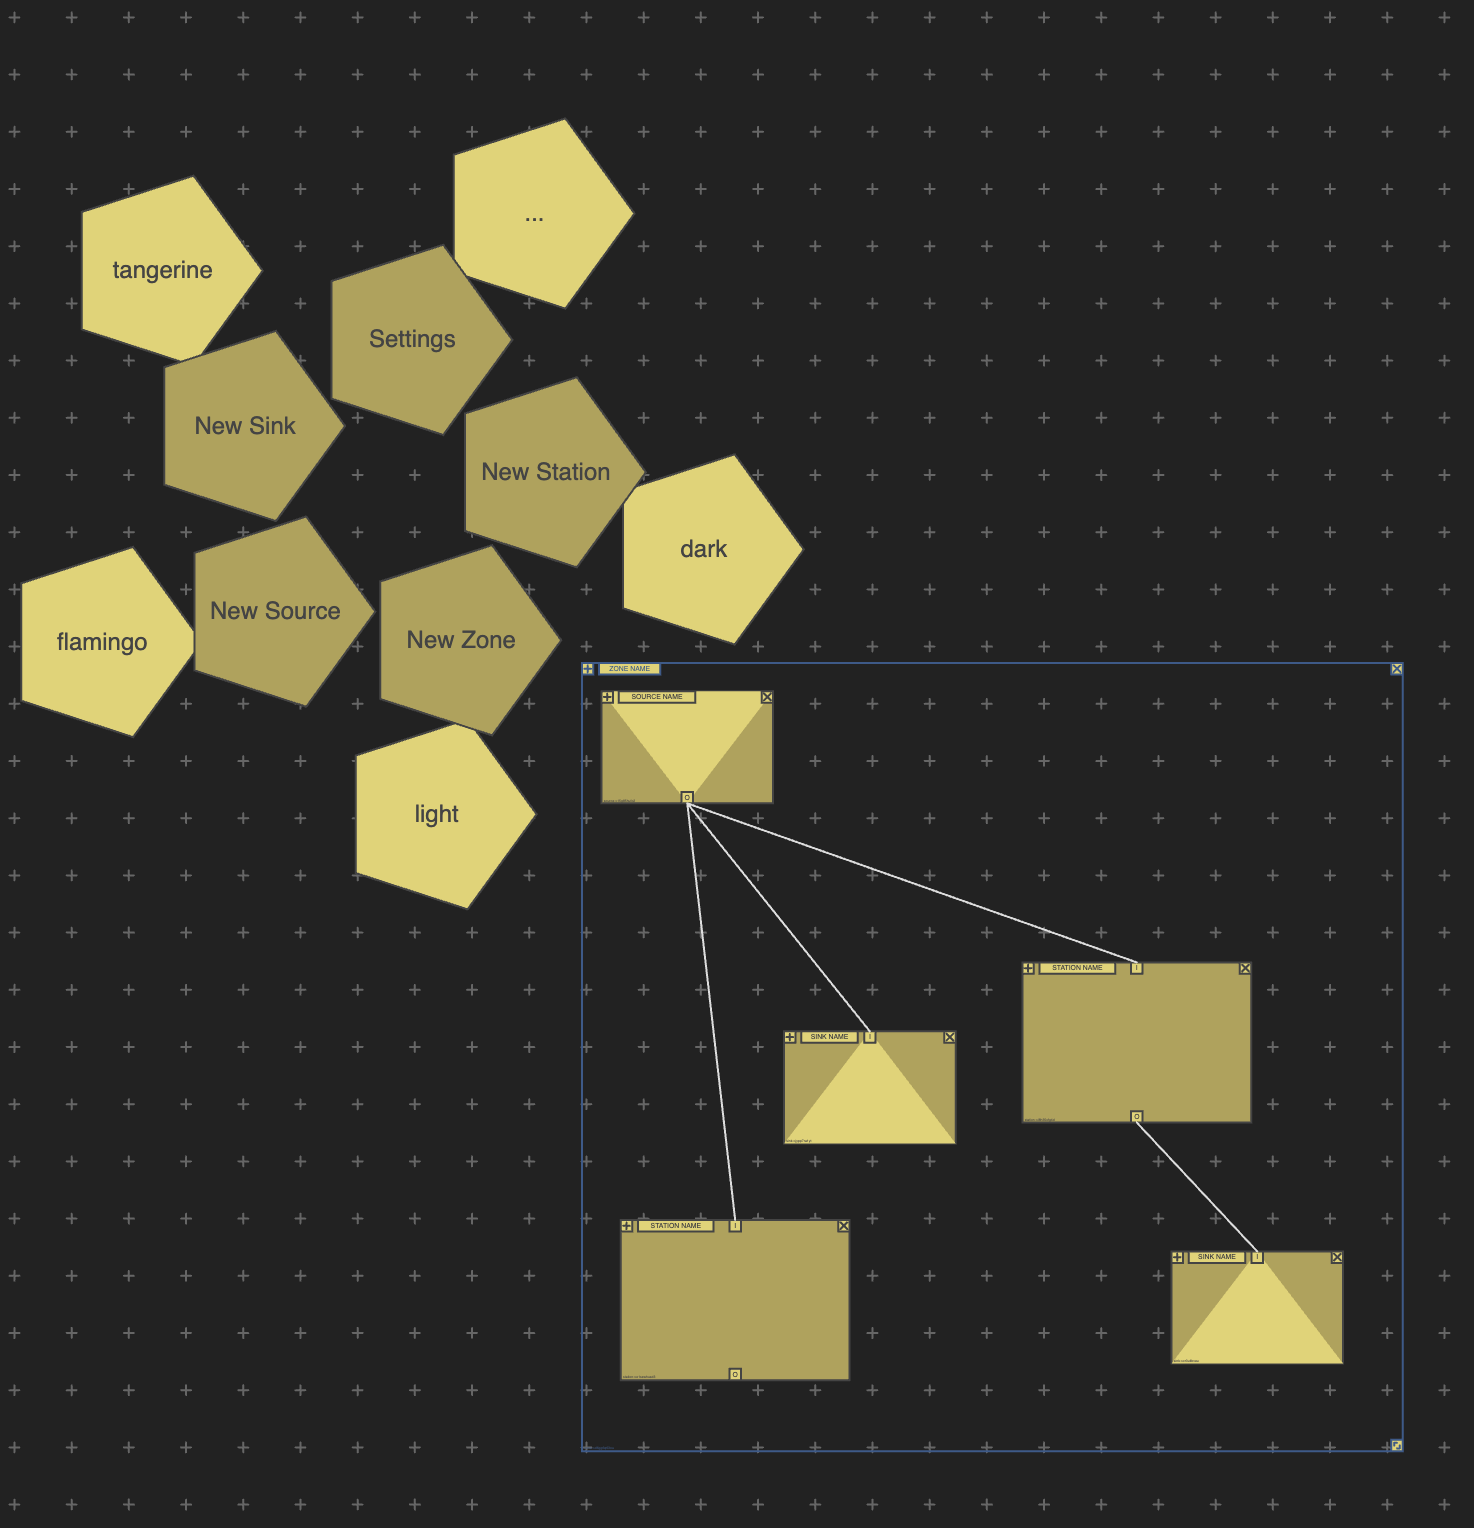 ...
tangerine
Settings
New Sink
New Station
dark
New Source
New Zone
flamingo
light
ZONE NAME
SOURCE NAME
O
STATION NAME
I
O
SINK NAME
I
STATION NAME
I
O
SINK NAME
I